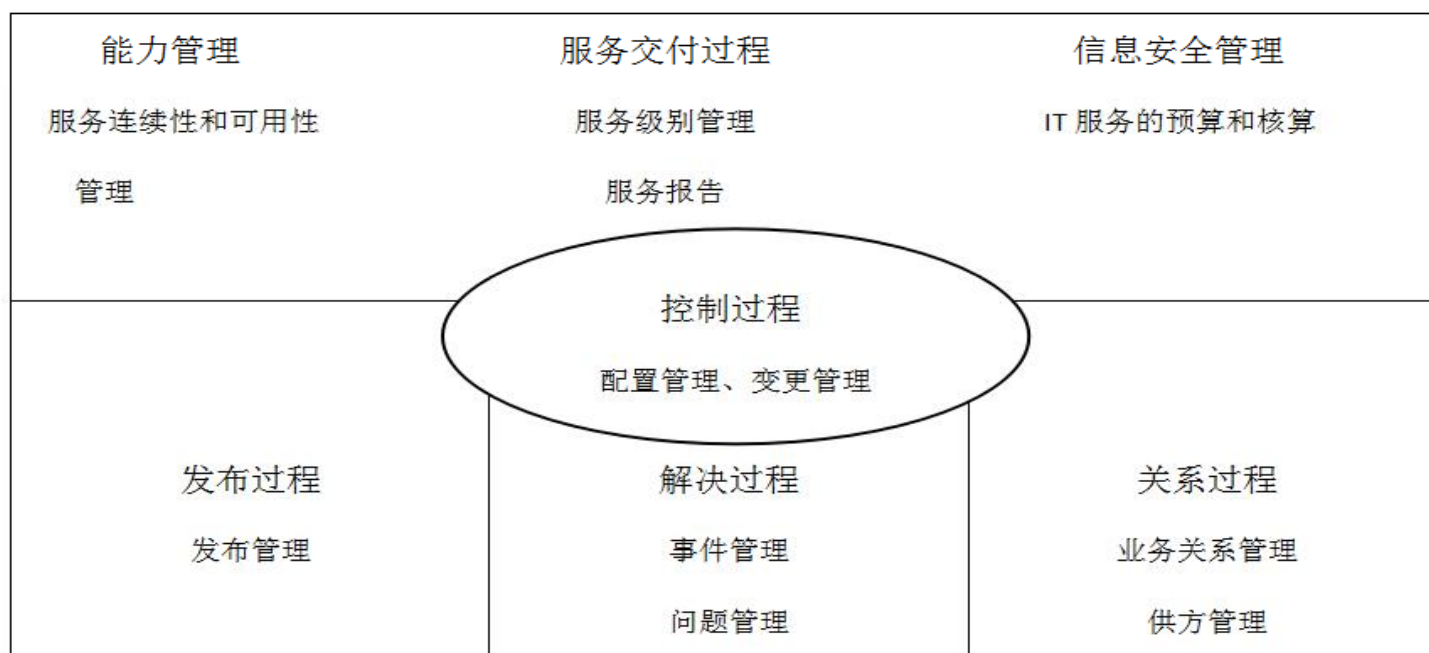 能力管理
服务交付过程
信息安全管理
服务连续性和可用性
服务级别管理
IT 服务的预算和核算
管理
服务报告
控制过程
配置管理、变更管理
发布过程
解决过程
关系过程
发布管理
事件管理
业务关系管理
问题管理
供方管理